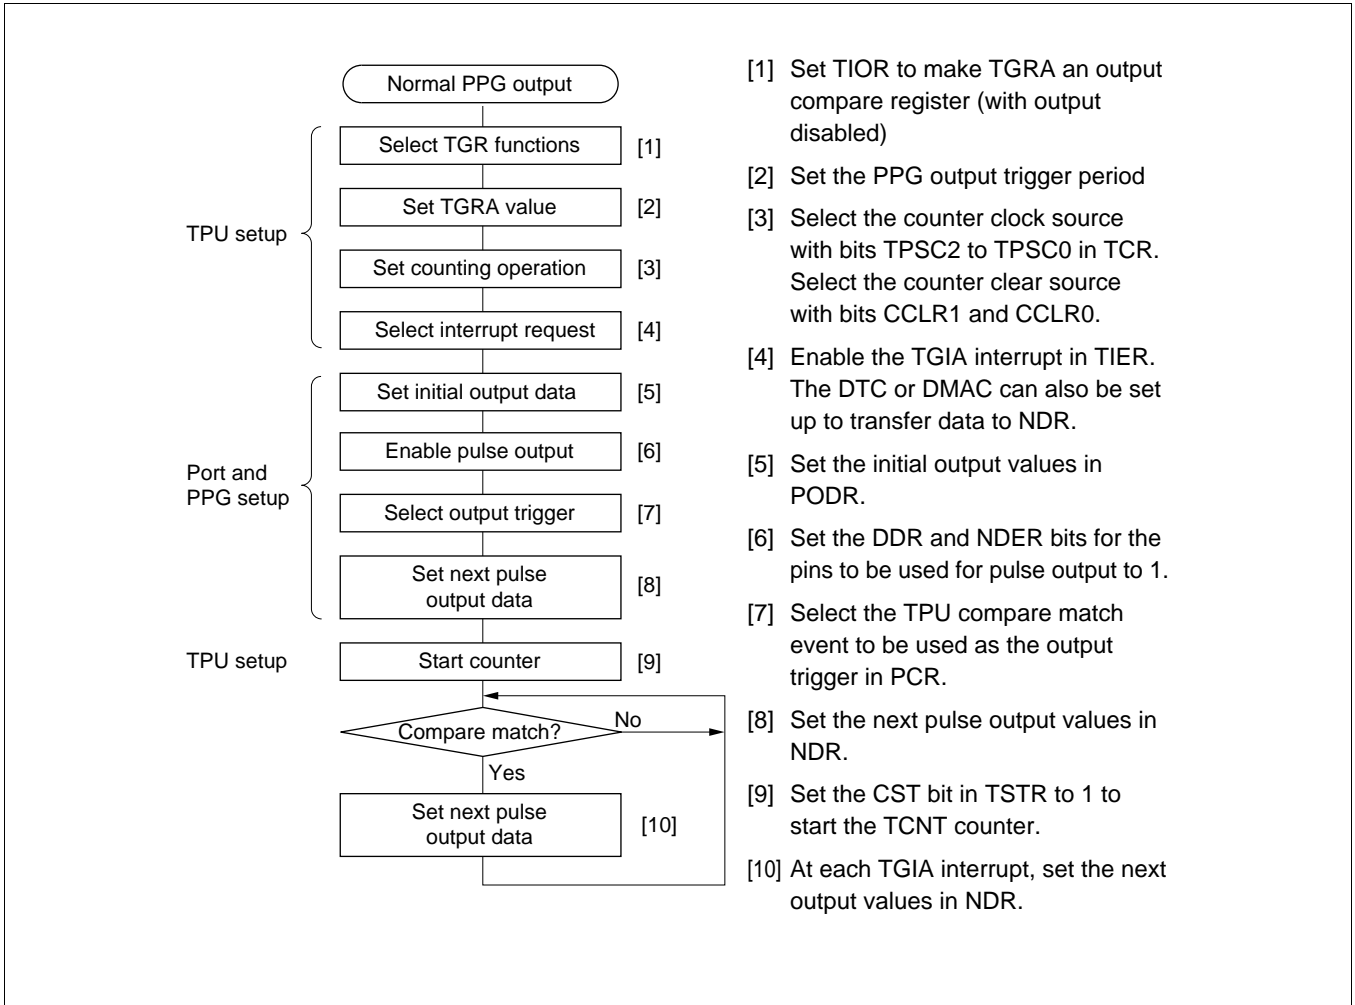 Normal PPG output
TPU setup
Select TGR functions [1]
Set TGRA value [2]
Set counting operation [3]
Select interrupt request [4]
Port and
PPG setup
Set initial output data [5]
Enable pulse output [6]
Select output trigger [7]
Set next pulse
output data [8]
TPU setup
Start counter [9]
Compare match?
No
Yes
Set next pulse
output data [10]
[1] Set TIOR to make TGRA an output
compare register (with output
disabled)
[2] Set the PPG output trigger period
[3] Select the counter clock source
with bits TPSC2 to TPSC0 in TCR.
Select the counter clear source
with bits CCLR1 and CCLR0.
[4] Enable the TGIA interrupt in TIER.
The DTC or DMAC can also be set
up to transfer data to NDR.
[5] Set the initial output values in
PODR.
[6] Set the DDR and NDER bits for the
pins to be used for pulse output to 1.
[7] Select the TPU compare match
event to be used as the output
trigger in PCR.
[8] Set the next pulse output values in
NDR.
[9] Set the CST bit in TSTR to 1 to
start the TCNT counter.
[10] At each TGIA interrupt, set the next
output values in NDR.